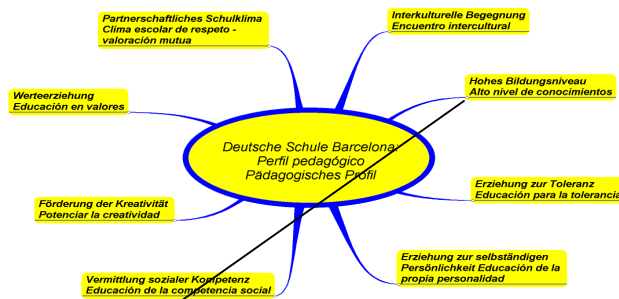 Partnerschaftliches Schulklima
Clima escolar de respeto -
valoración mutua
Interkulturelle Begegnung
Encuentro intercultural
Werteerziehung
Educación en valores
Hohes Bildungsniveau
Alto nivel de conocimientos
Deutsche Schule Barcelona:
Perfil pedagógico
Pädagogisches Profil
Förderung der Kreativität
Potenciar la creatividad
Erziehung zur Toleranz
Educación para la tolerancia
Vermittlung sozialer Kompetenz
Educación de la competencia social
Erziehung zur selbständigen
Persönlichkeit Educación de la
propia personalidad